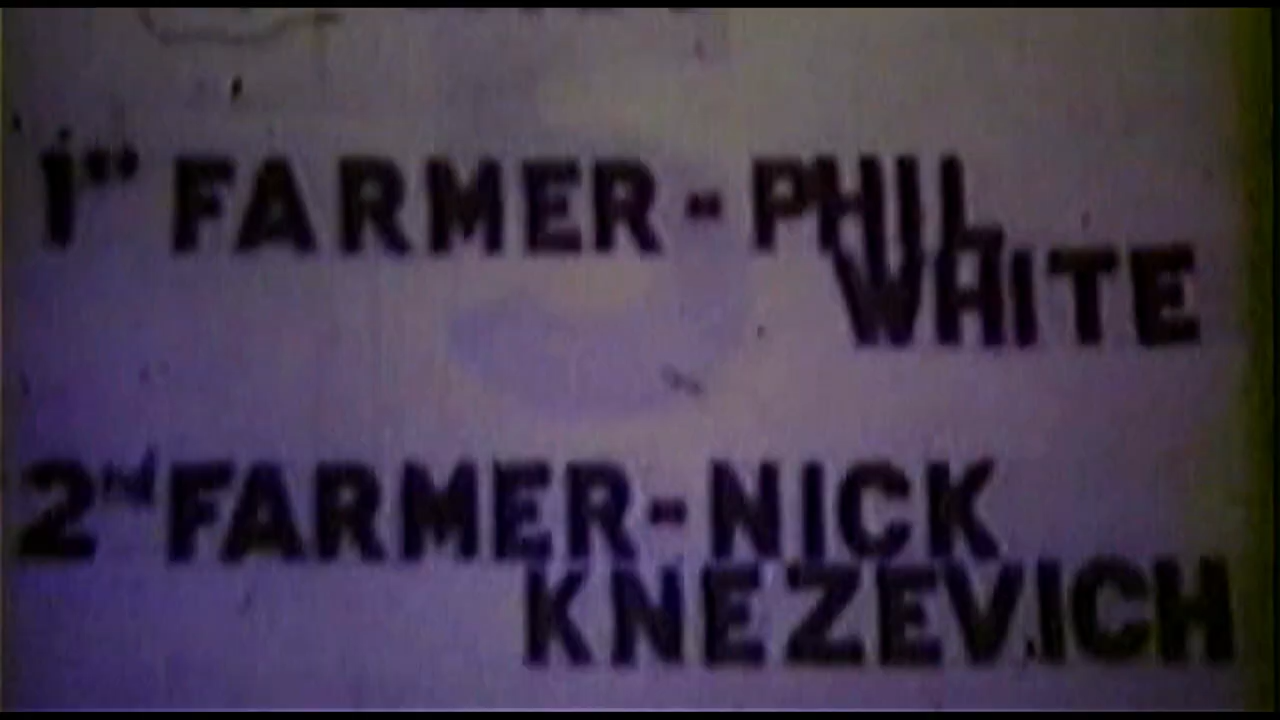 1st FARMER - PHIL
WHITE
2nd FARMER - NICK
KNEZEVICH